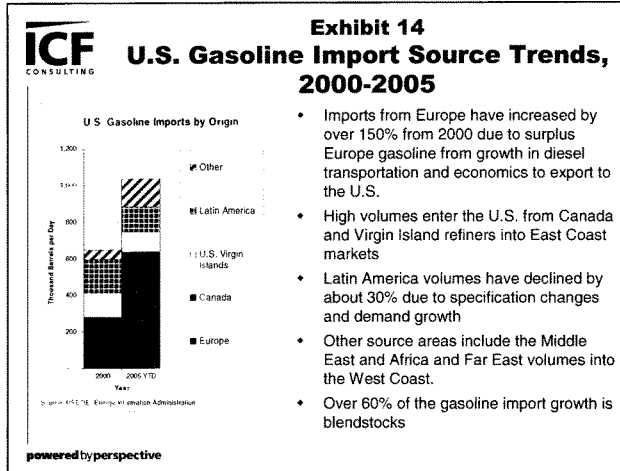 ICF
CONSULTING
Exhibit 14
U.S. Gasoline Import Source Trends,
2000-2005
U.S. Gasoline Imports by Origin
1,200
800
600
400
200
Thousand Barrels per Day
2000
2005 YTD
Year
Other
Latin America
U.S. Virgin
Islands
Canada
Europe
Energy Information Administration
• Imports from Europe have increased by
over 150% from 2000 due to surplus
Europe gasoline from growth in diesel
transportation and economics to export to
the U.S.
• High volumes enter the U.S. from Canada
and Virgin Island refiners into East Coast
markets
• Latin America volumes have declined by
about 30% due to specification changes
and demand growth
• Other source areas include the Middle
East and Africa and Far East volumes into
the West Coast.
• Over 60% of the gasoline import growth is
blendstocks
powered by perspective